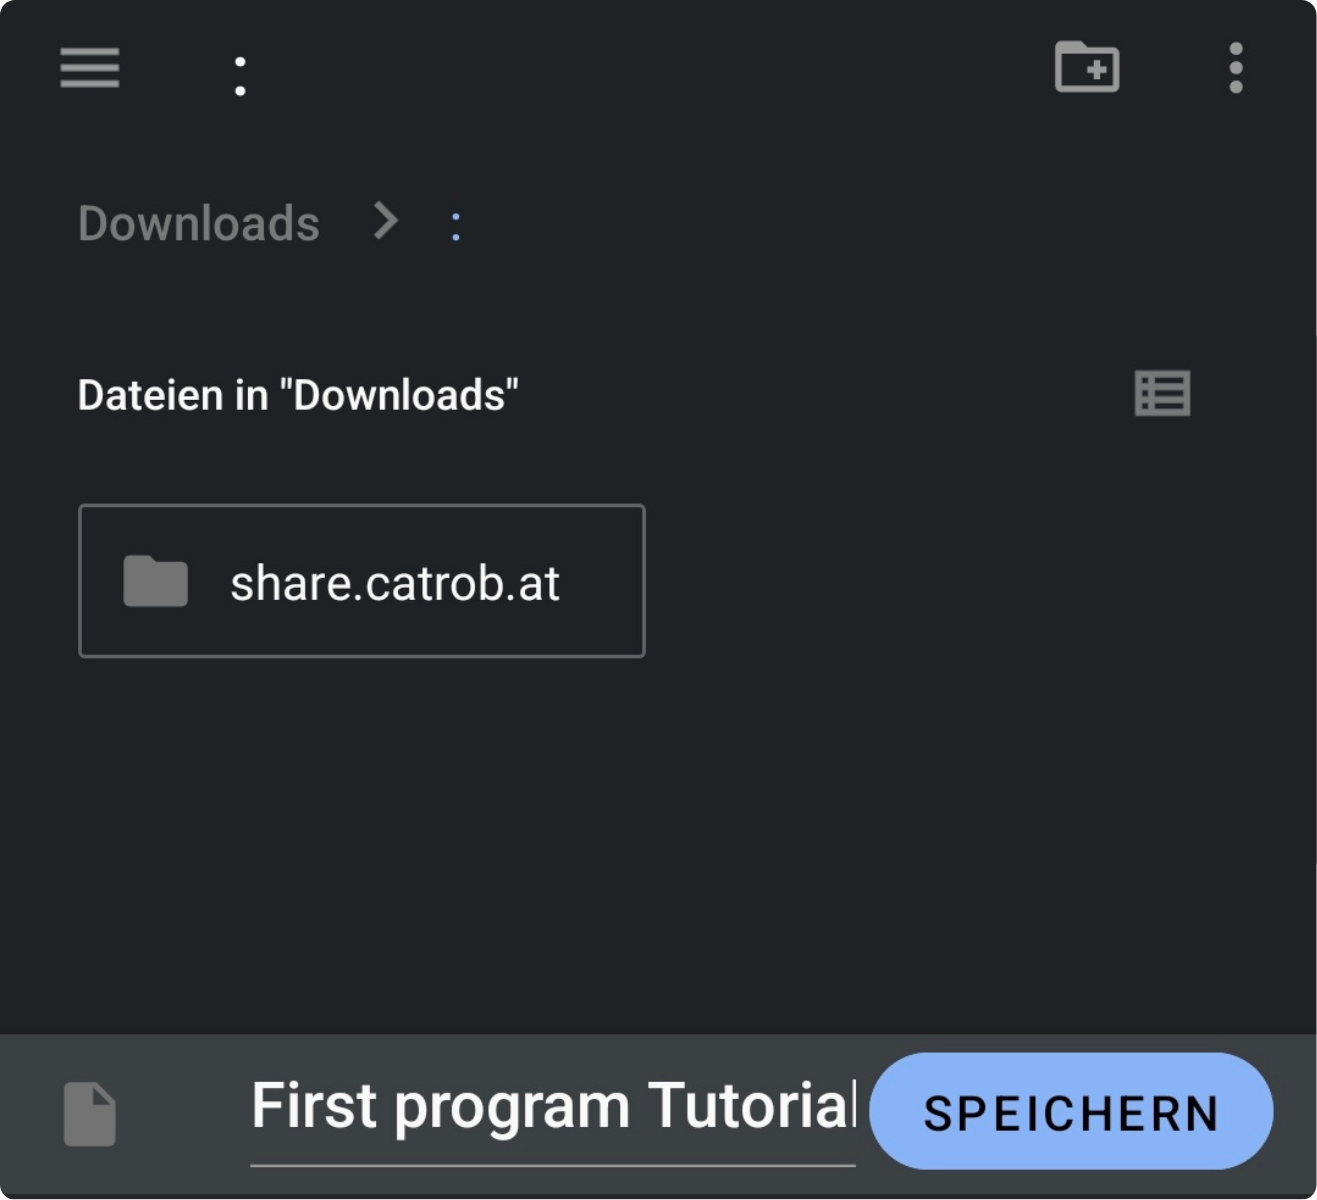 :
Downloads > :
Dateien in "Downloads"
share.catrob.at
First program Tutorial
SPEICHERN